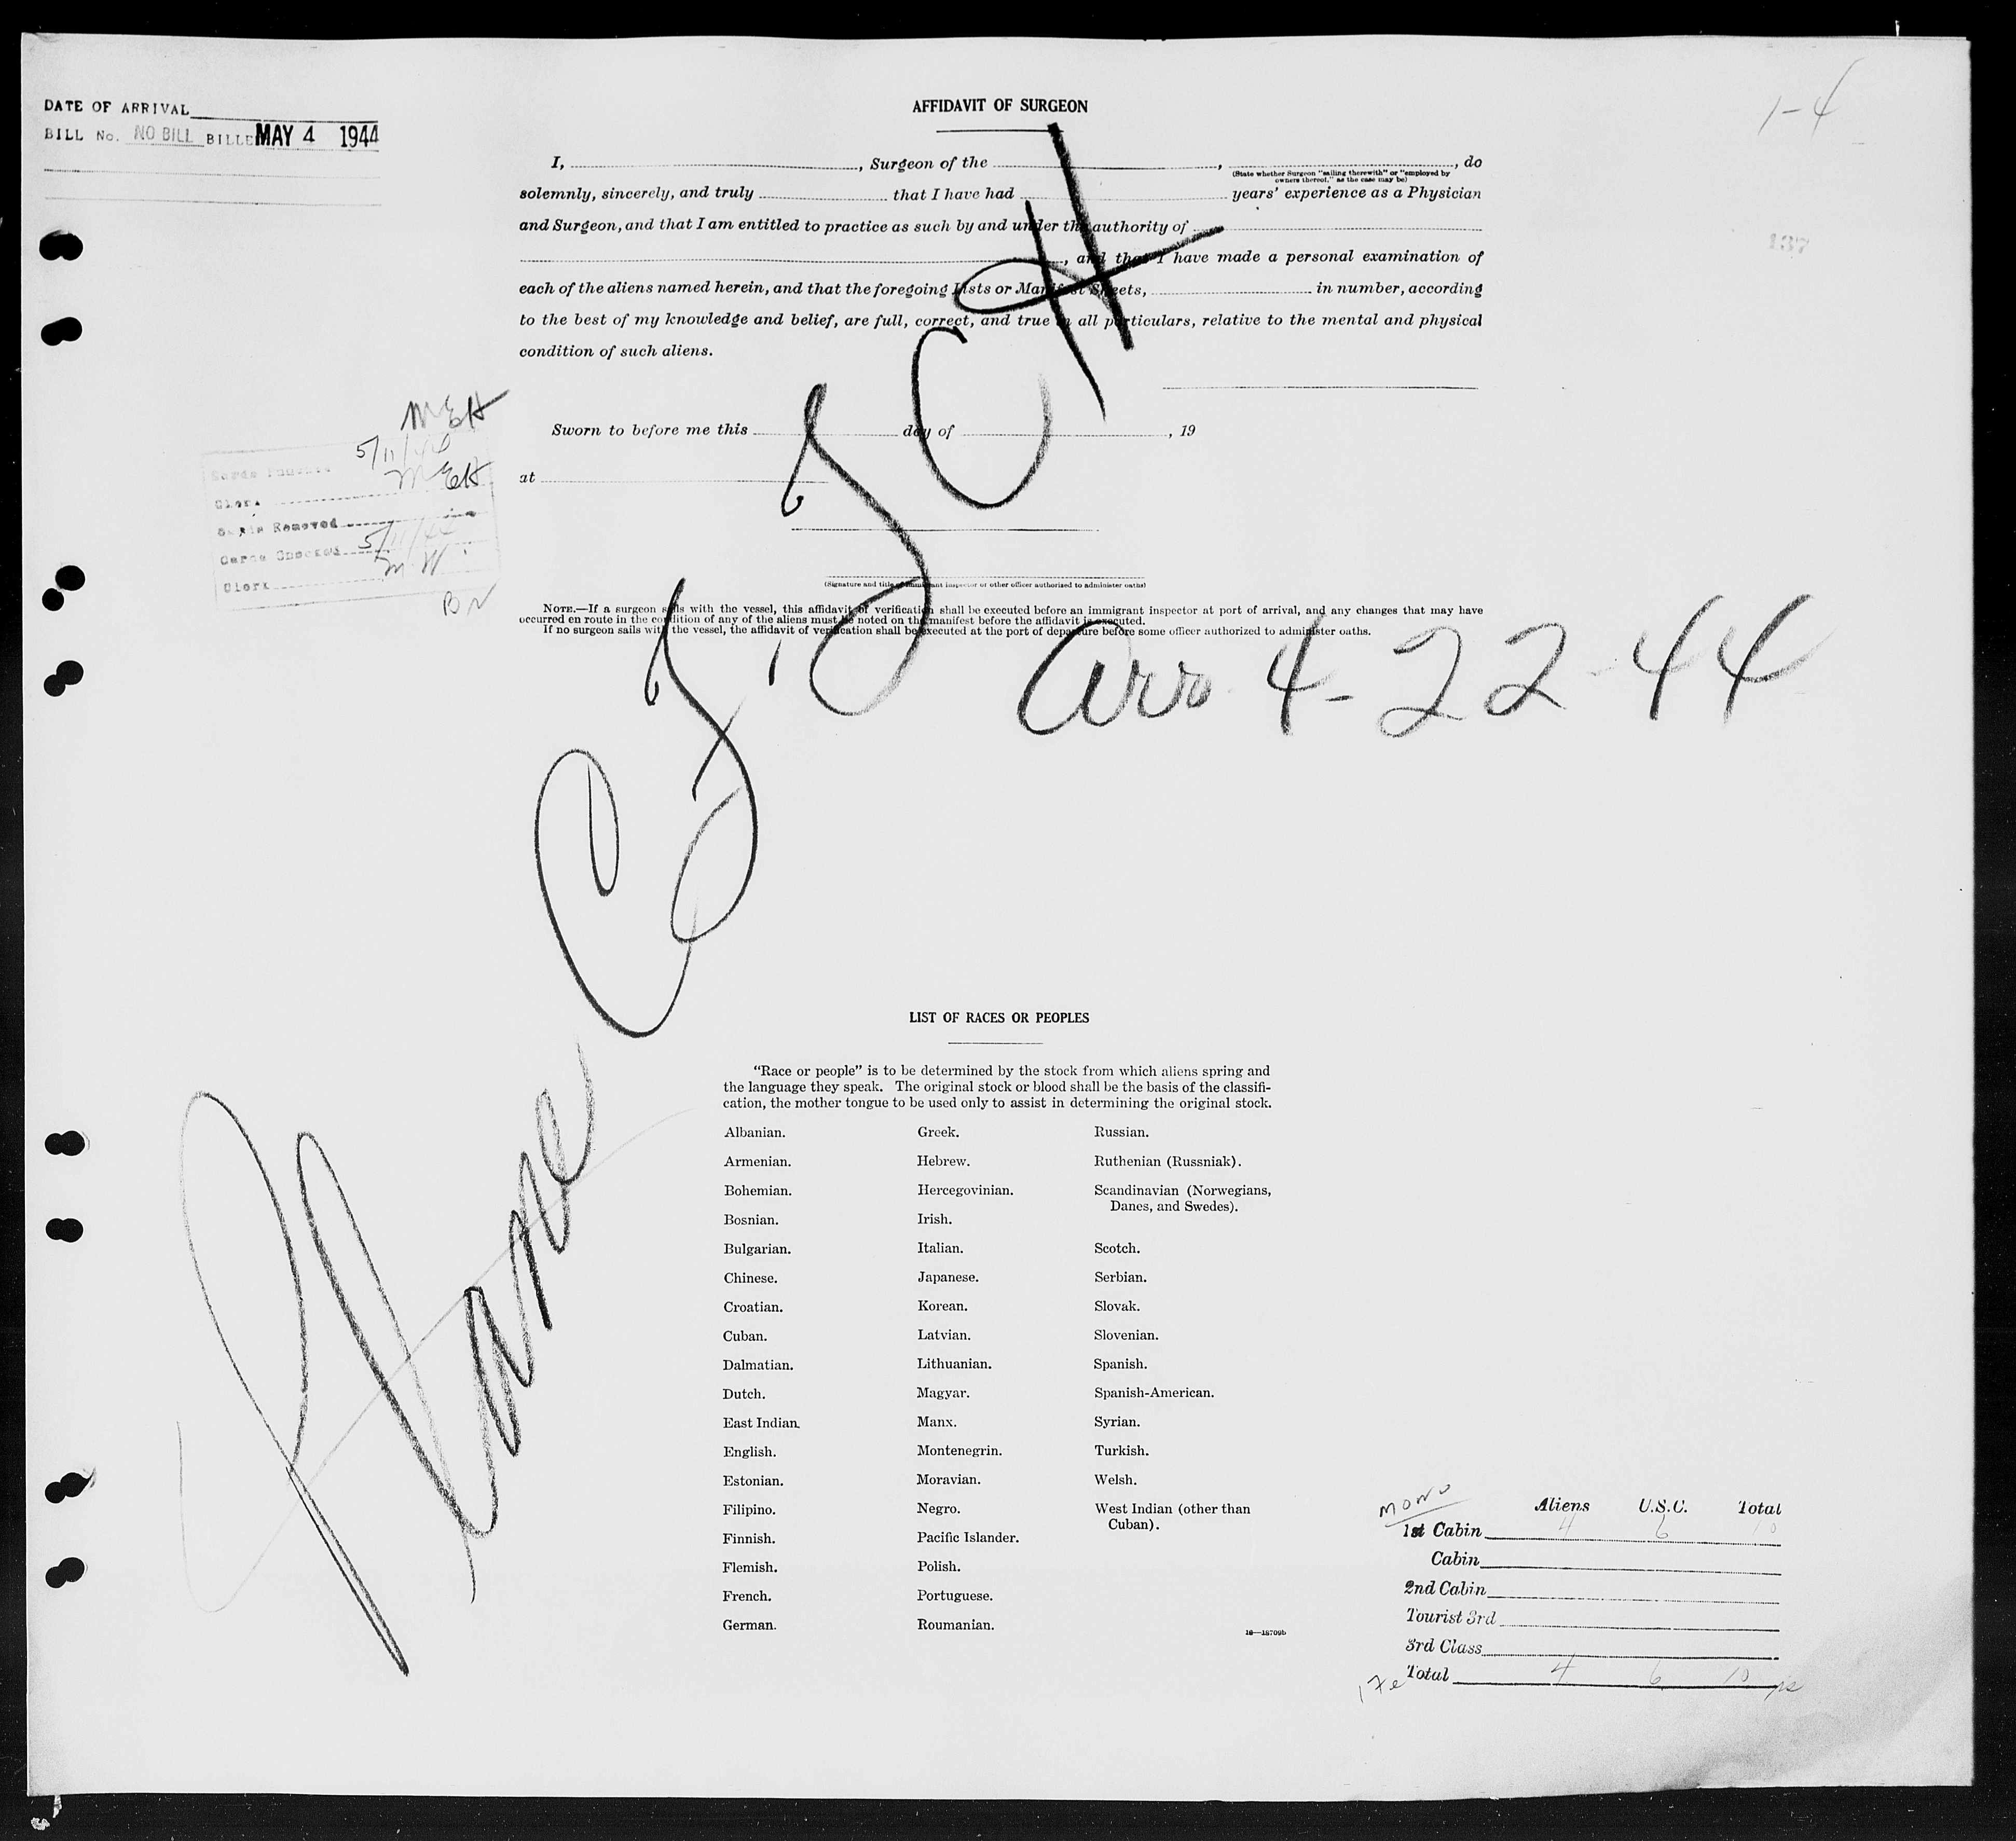 1-4
DATE OF ARRIVAL
BILL No. NO BILL BILLED MAY 4 1944
137
AFFIDAVIT OF SURGEON
I, , Surgeon of the , , do
(State whether Surgeon "sailing therewith" or "employed by
owners thereof," as the case may be)
solemnly, sincerely, and truly that I have had years' experience as a Physician
and Surgeon, and that I am entitled to practice as such by and under the authority of
, and that I have made a personal examination of
each of the aliens named herein, and that the foregoing Lists or Manifest Sheets, in number, according
to the best of my knowledge and belief, are full, correct, and true in all particulars, relative to the mental and physical
condition of such aliens.
Sworn to before me this day of , 19
at
(Signature and title of immigrant inspector or other officer authorized to administer oaths)
MEH
5/11/44
Clerk MEH
Cards Removed
Cards Checked 5/11/44
Clerk
NOTE.—If a surgeon sails with the vessel, this affidavit of verification shall be executed before an immigrant inspector at port of arrival, and any changes that may have
occurred en route in the condition of any of the aliens must be noted on the manifest before the affidavit is executed.
If no surgeon sails with the vessel, the affidavit of verification shall be executed at the port of departure before some officer authorized to administer oaths.
Arr 4-22-44
Plane
LIST OF RACES OR PEOPLES
"Race or people" is to be determined by the stock from which aliens spring and
the language they speak. The original stock or blood shall be the basis of the classifi-
cation, the mother tongue to be used only to assist in determining the original stock.
Albanian. Greek. Russian.
Armenian. Hebrew. Ruthenian (Russniak).
Bohemian. Hercegovinian. Scandinavian (Norwegians,
Danes, and Swedes).
Bosnian. Irish.
Bulgarian. Italian. Scotch.
Chinese. Japanese. Serbian.
Croatian. Korean. Slovak.
Cuban. Latvian. Slovenian.
Dalmatian. Lithuanian. Spanish.
Dutch. Magyar. Spanish-American.
East Indian. Manx. Syrian.
English. Montenegrin. Turkish.
Estonian. Moravian. Welsh.
Filipino. Negro. West Indian (other than
Cuban).
Finnish. Pacific Islander.
Flemish. Polish.
French. Portuguese.
German. Roumanian.
16—18709b
mono
Aliens U.S.C. Total
1st Cabin 4 6 10
Cabin
2nd Cabin
Tourist 3rd
3rd Class
Total 4 6 10